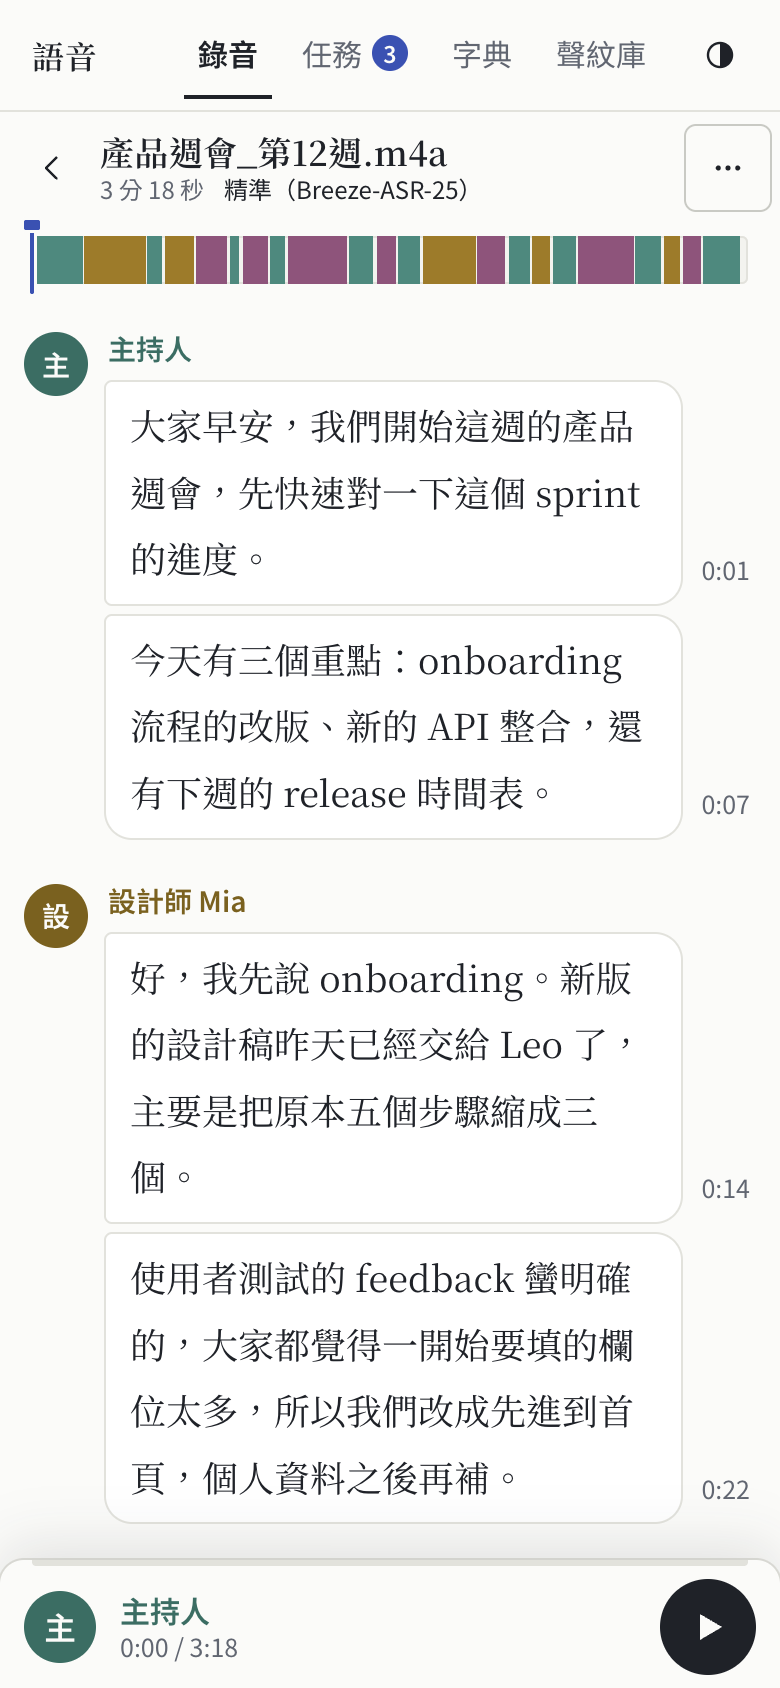 語音 錄音 任務 3 字典 聲紋庫
產品週會_第12週.m4a
3 分 18 秒 精準（Breeze-ASR-25）
主 主持人
大家早安，我們開始這週的產品
週會，先快速對一下這個 sprint
的進度。
0:01
今天有三個重點：onboarding
流程的改版、新的 API 整合，還
有下週的 release 時間表。
0:07
設 設計師 Mia
好，我先說 onboarding。新版
的設計稿昨天已經交給 Leo 了，
主要是把原本五個步驟縮成三
個。
0:14
使用者測試的 feedback 蠻明確
的，大家都覺得一開始要填的欄
位太多，所以我們改成先進到首
頁，個人資料之後再補。
0:22
主 主持人
0:00 / 3:18